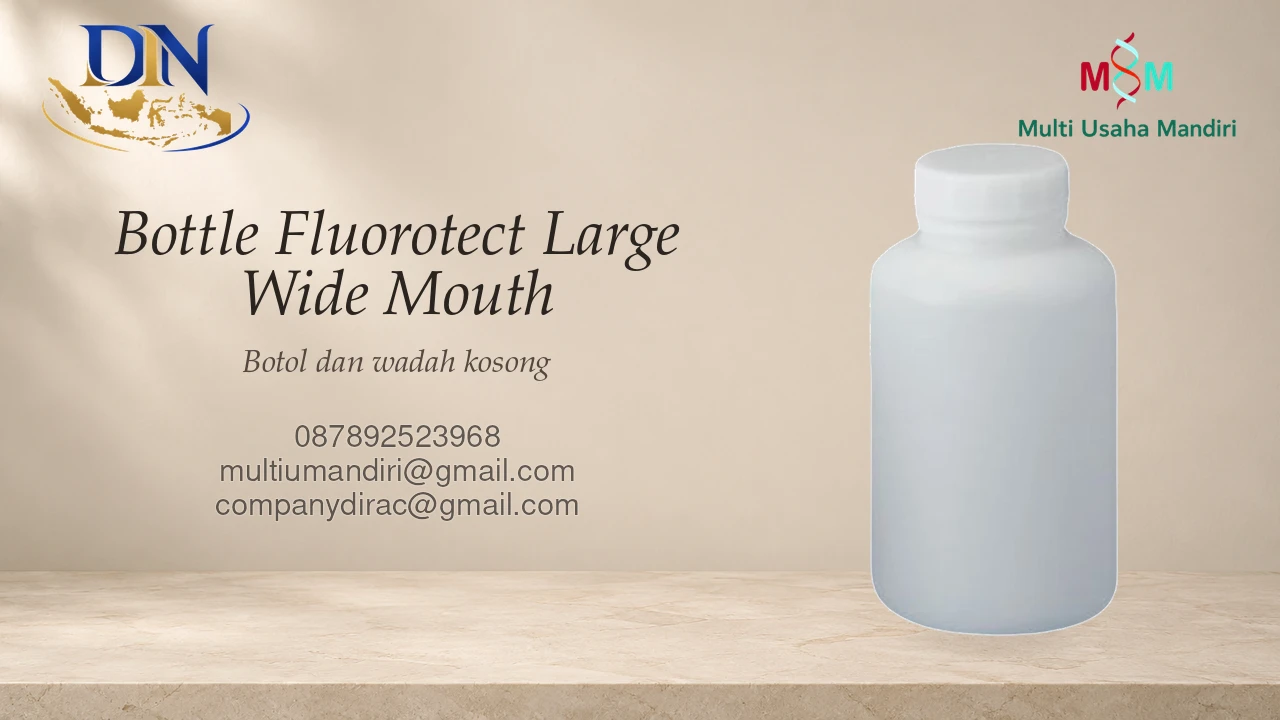 DN
MSM
Multi Usaha Mandiri
Bottle Fluorotect Large
Wide Mouth
Botol dan wadah kosong
087892523968
multiumandiri@gmail.com
companydirac@gmail.com